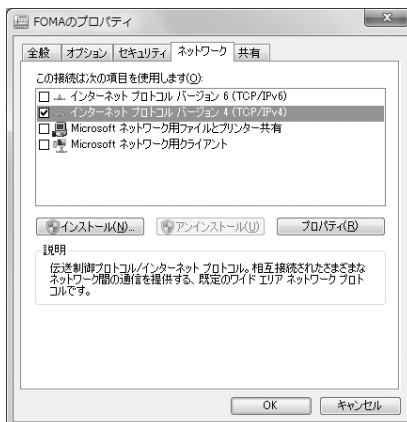 FOMAのプロパティ
全般 オプション セキュリティ ネットワーク 共有
この接続は次の項目を使用します(O):
インターネット プロトコル バージョン 6 (TCP/IPv6)
インターネット プロトコル バージョン 4 (TCP/IPv4)
Microsoft ネットワーク用ファイルとプリンター共有
Microsoft ネットワーク用クライアント
インストール(N)... アンインストール(U) プロパティ(R)
説明
伝送制御プロトコル/インターネット プロトコル。相互接続されたさまざまな
ネットワーク間の通信を提供する、既定のワイド エリア ネットワーク プロト
コルです。
OK キャンセル